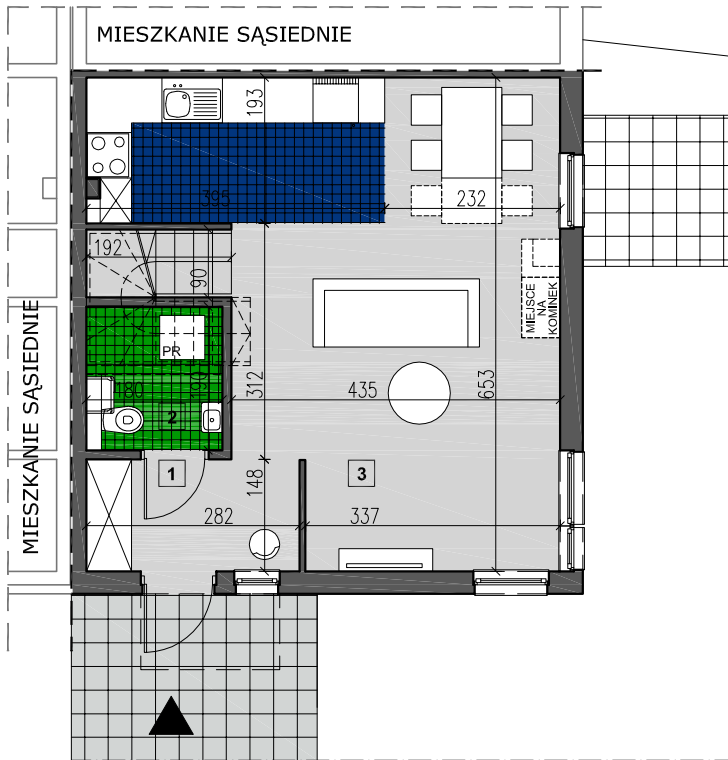 MIESZKANIE SĄSIEDNIE
193
395
232
192
90
MIEJSCE
NA
KOMINEK
MIESZKANIE SĄSIEDNIE
PR
180
190
2
312
435
653
1
3
148
282
337